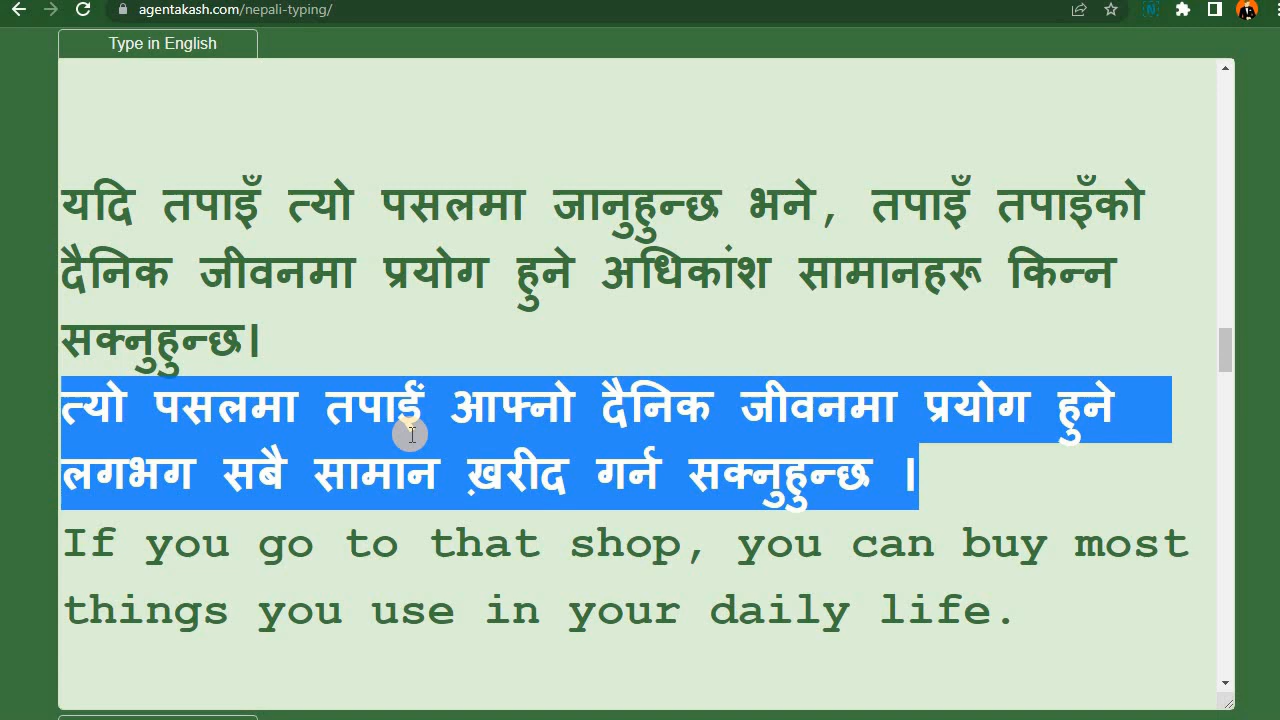 agentakash.com/nepali-typing/
Type in English
यदि तपाइँ त्यो पसलमा जानुहुन्छ भने, तपाइँ तपाइँको
दैनिक जीवनमा प्रयोग हुने अधिकांश सामानहरू किन्न
सक्नुहुन्छ।
त्यो पसलमा तपाईं आफ्नो दैनिक जीवनमा प्रयोग हुने
लगभग सबै सामान ख़रीद गर्न सक्नुहुन्छ ।
If you go to that shop, you can buy most
things you use in your daily life.